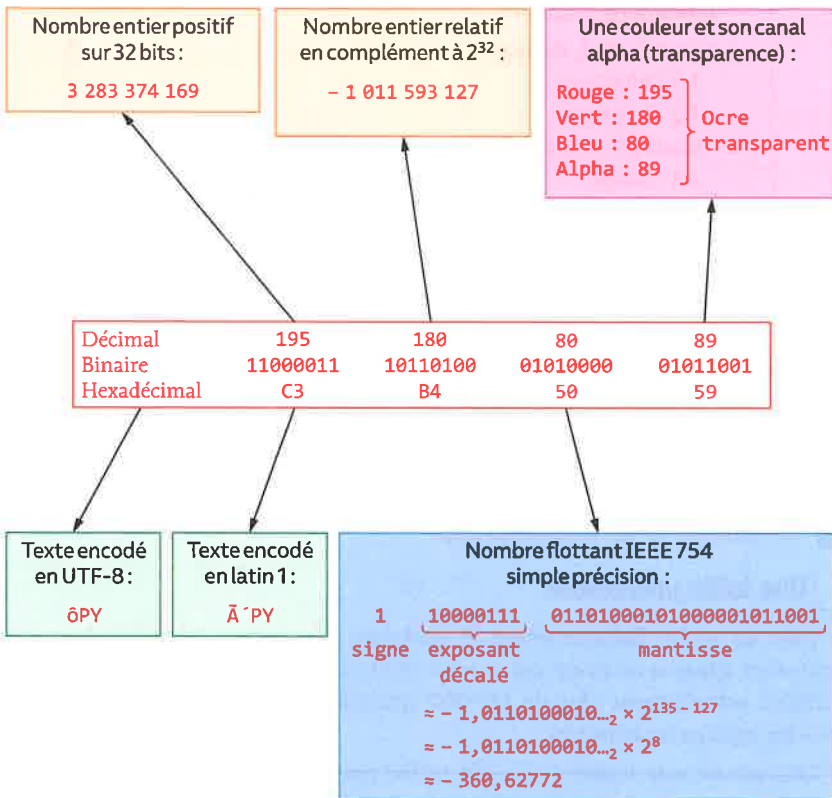 Nombre entier positif
sur 32 bits :
3 283 374 169
Nombre entier relatif
en complément à 2³² :
– 1 011 593 127
Une couleur et son canal
alpha (transparence) :
Rouge : 195
Vert : 180
Bleu : 80
Alpha : 89
Ocre
transparent
Décimal 195 180 80 89
Binaire 11000011 10110100 01010000 01011001
Hexadécimal C3 B4 50 59
Texte encodé
en UTF-8 :
ôPY
Texte encodé
en latin 1 :
Ã ´PY
Nombre flottant IEEE 754
simple précision :
1 10000111 01101000101000001011001
signe exposant mantisse
décalé
≈ – 1,0110100010…₂ × 2¹³⁵ ⁻ ¹²⁷
≈ – 1,0110100010…₂ × 2⁸
≈ – 360,62772